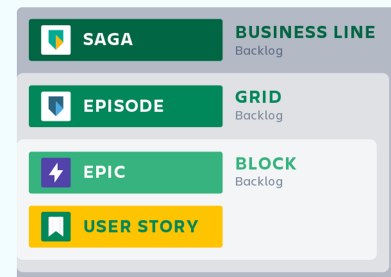 SAGA
BUSINESS LINE
Backlog
EPISODE
GRID
Backlog
EPIC
BLOCK
Backlog
USER STORY